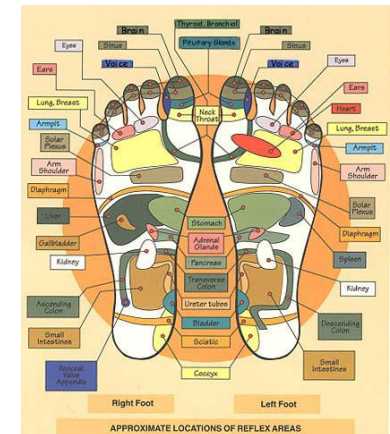 Thyroid, Bronchial
Brain
Brain
Pituitary Glands
Sinus
Sinus
Eyes
Eyes
Voice
Voice
Ears
Ears
Lung, Breast
Neck
Throat
Heart
Lung, Breast
Armpit
Armpit
Solar
Plexus
Arm
Shoulder
Arm
Shoulder
Diaphragm
Solar
Plexus
Liver
Stomach
Diaphragm
Gallbladder
Adrenal
Glands
Spleen
Kidney
Pancreas
Kidney
Transverse
Colon
Ascending
Colon
Ureter tubes
Bladder
Descending
Colon
Small
Intestines
Sciatic
Small
Intestines
Ileocecal
Valve
Appendix
Coccyx
Right Foot
Left Foot
APPROXIMATE LOCATIONS OF REFLEX AREAS